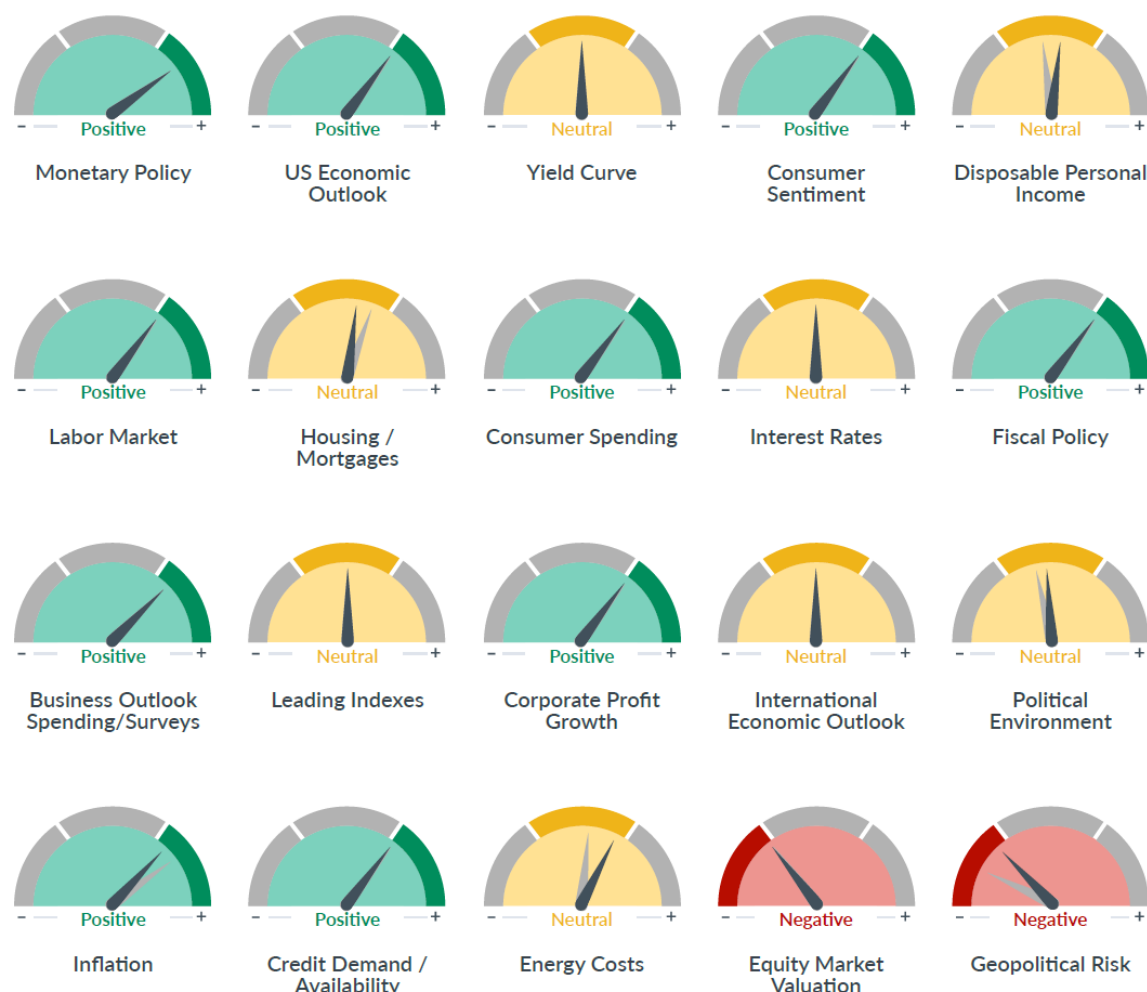 - Positive +
- Positive +
- Neutral +
- Positive +
- Neutral +
Monetary Policy
US Economic
Outlook
Yield Curve
Consumer
Sentiment
Disposable Personal
Income
- Positive +
- Neutral +
- Positive +
- Neutral +
- Positive +
Labor Market
Housing /
Mortgages
Consumer Spending
Interest Rates
Fiscal Policy
- Positive +
- Neutral +
- Positive +
- Neutral +
- Neutral +
Business Outlook
Spending/Surveys
Leading Indexes
Corporate Profit
Growth
International
Economic Outlook
Political
Environment
- Positive +
- Positive +
- Neutral +
- Negative +
- Negative +
Inflation
Credit Demand /
Availability
Energy Costs
Equity Market
Valuation
Geopolitical Risk